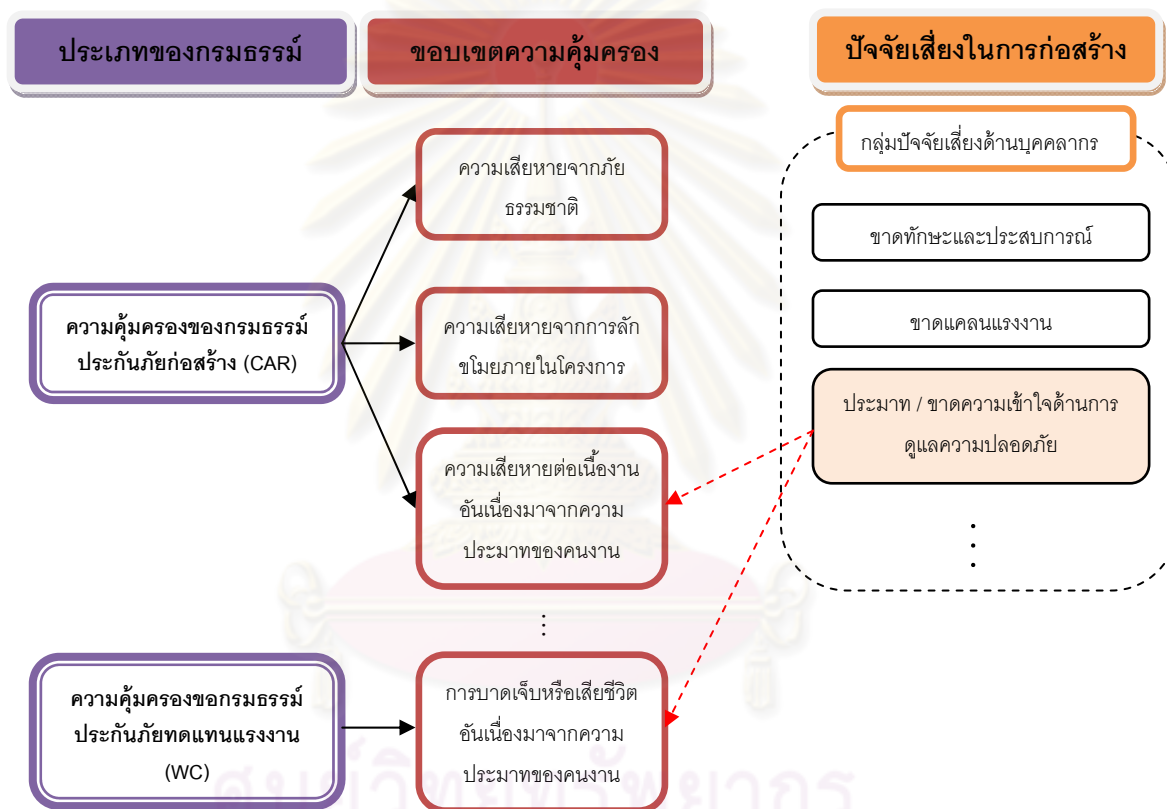 ประเภทของกรมธรรม์
ขอบเขตความคุ้มครอง
ปัจจัยเสี่ยงในการก่อสร้าง
กลุ่มปัจจัยเสี่ยงด้านบุคคลากร
ความเสียหายจากภัย
ธรรมชาติ
ขาดทักษะและประสบการณ์
ความคุ้มครองของกรมธรรม์
ประกันภัยก่อสร้าง (CAR)
ความเสียหายจากการลัก
ขโมยภายในโครงการ
ขาดแคลนแรงงาน
ประมาท / ขาดความเข้าใจด้านการ
ดูแลความปลอดภัย
ความเสียหายต่อเนื้องาน
อันเนื่องมาจากความ
ประมาทของคนงาน
ความคุ้มครองขอกรมธรรม์
ประกันภัยทดแทนแรงงาน
(WC)
การบาดเจ็บหรือเสียชีวิต
อันเนื่องมาจากความ
ประมาทของคนงาน
ศูนย์วิทยทรัพยากร